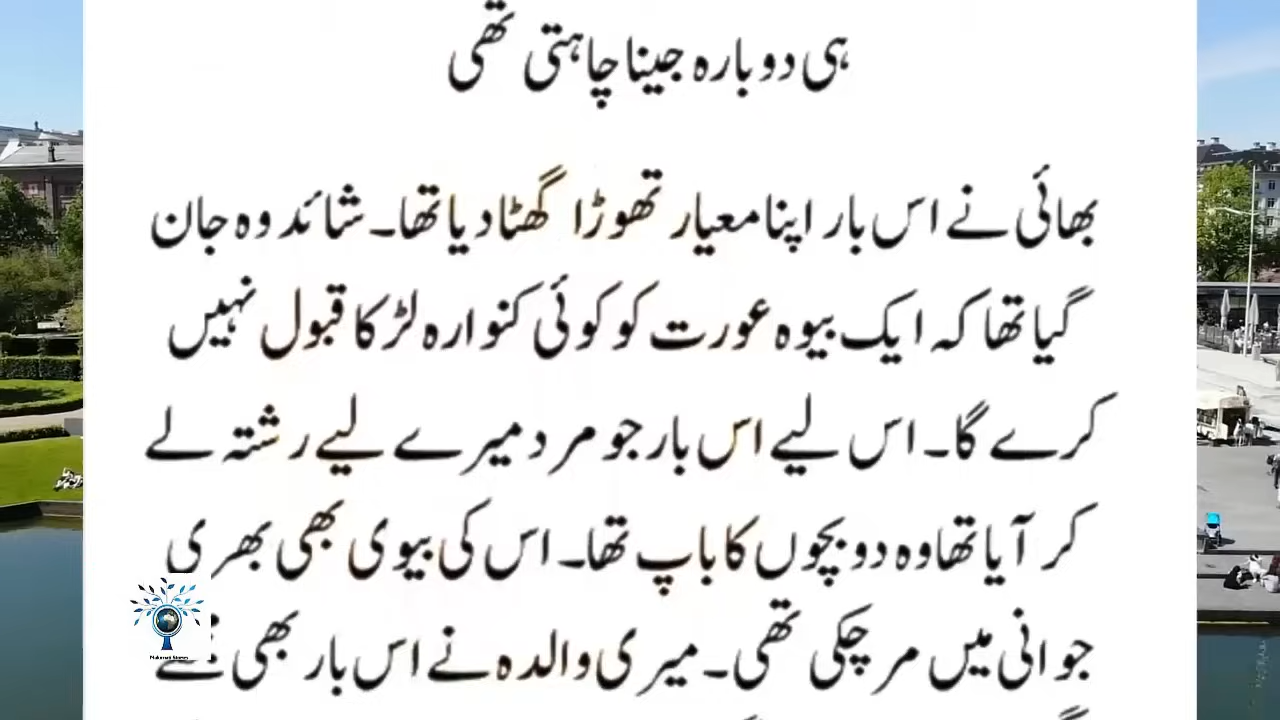 ہی دوبارہ جینا چاہتی تھی
بھائی نے اس بار اپنا معیار تھوڑا گھٹا دیا تھا۔ شائد وہ جان
گیا تھا کہ ایک بیوہ عورت کو کوئی کنوارہ لڑکا قبول نہیں
کرے گا۔ اس لیے اس بار جو مرد میرے لیے رشتہ لے
کر آیا تھا وہ دو بچوں کا باپ تھا۔ اس کی بیوی بھی بھری
جوانی میں مر چکی تھی۔ میری والدہ نے اس بار بھی